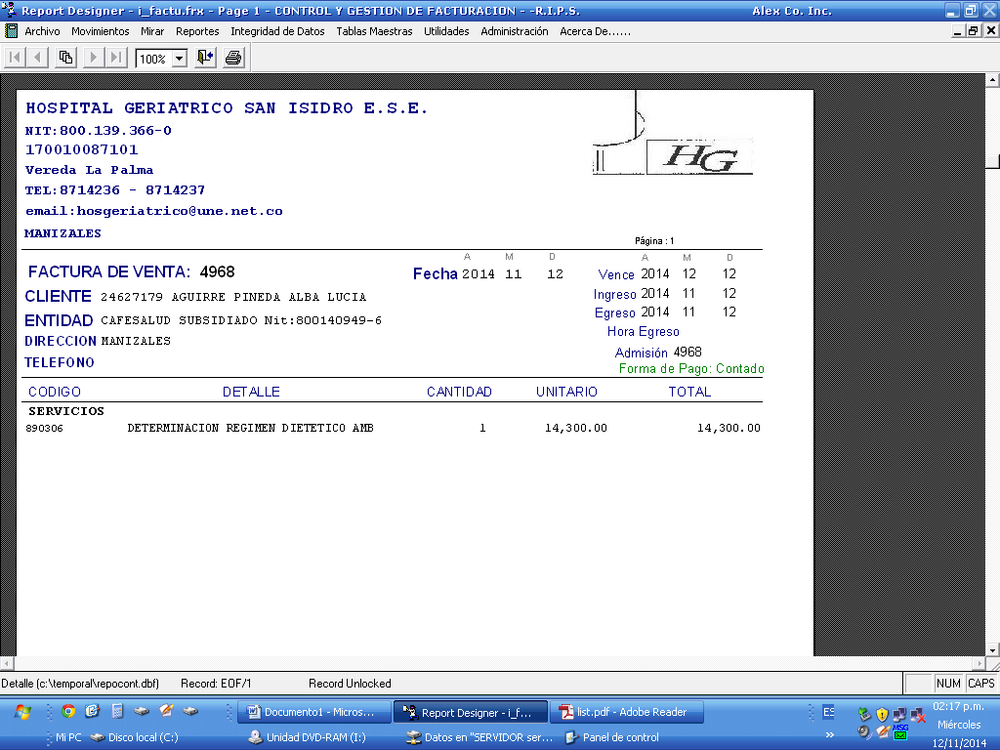 Report Designer - i_factu.frx - Page 1 - CONTROL Y GESTION DE FACTURACION - -R.I.P.S. Alex Co. Inc.
Archivo Movimientos Mirar Reportes Integridad de Datos Tablas Maestras Utilidades Administración Acerca De......
100%
HOSPITAL GERIATRICO SAN ISIDRO E.S.E.
NIT:800.139.366-0
170010087101
Vereda La Palma
TEL:8714236 - 8714237
email:hosgeriatrico@une.net.co
MANIZALES
HG
Página : 1
A M D A M D
FACTURA DE VENTA: 4968 Fecha 2014 11 12 Vence 2014 12 12
CLIENTE 24627179 AGUIRRE PINEDA ALBA LUCIA Ingreso 2014 11 12
ENTIDAD CAFESALUD SUBSIDIADO Nit:800140949-6 Egreso 2014 11 12
Hora Egreso
DIRECCION MANIZALES
Admisión 4968
TELEFONO
Forma de Pago: Contado
CODIGO DETALLE CANTIDAD UNITARIO TOTAL
SERVICIOS
890306 DETERMINACION REGIMEN DIETETICO AMB 1 14,300.00 14,300.00
Detalle (c:\temporal\repocont.dbf) Record: EOF/1 Record Unlocked NUM CAPS
Documento1 - Micros... Report Designer - i_f... list.pdf - Adobe Reader ES 02:17 p.m.
Miércoles
Mi PC Disco local (C:) Unidad DVD-RAM (I:) Datos en "SERVIDOR ser... Panel de control » MSG 12/11/2014